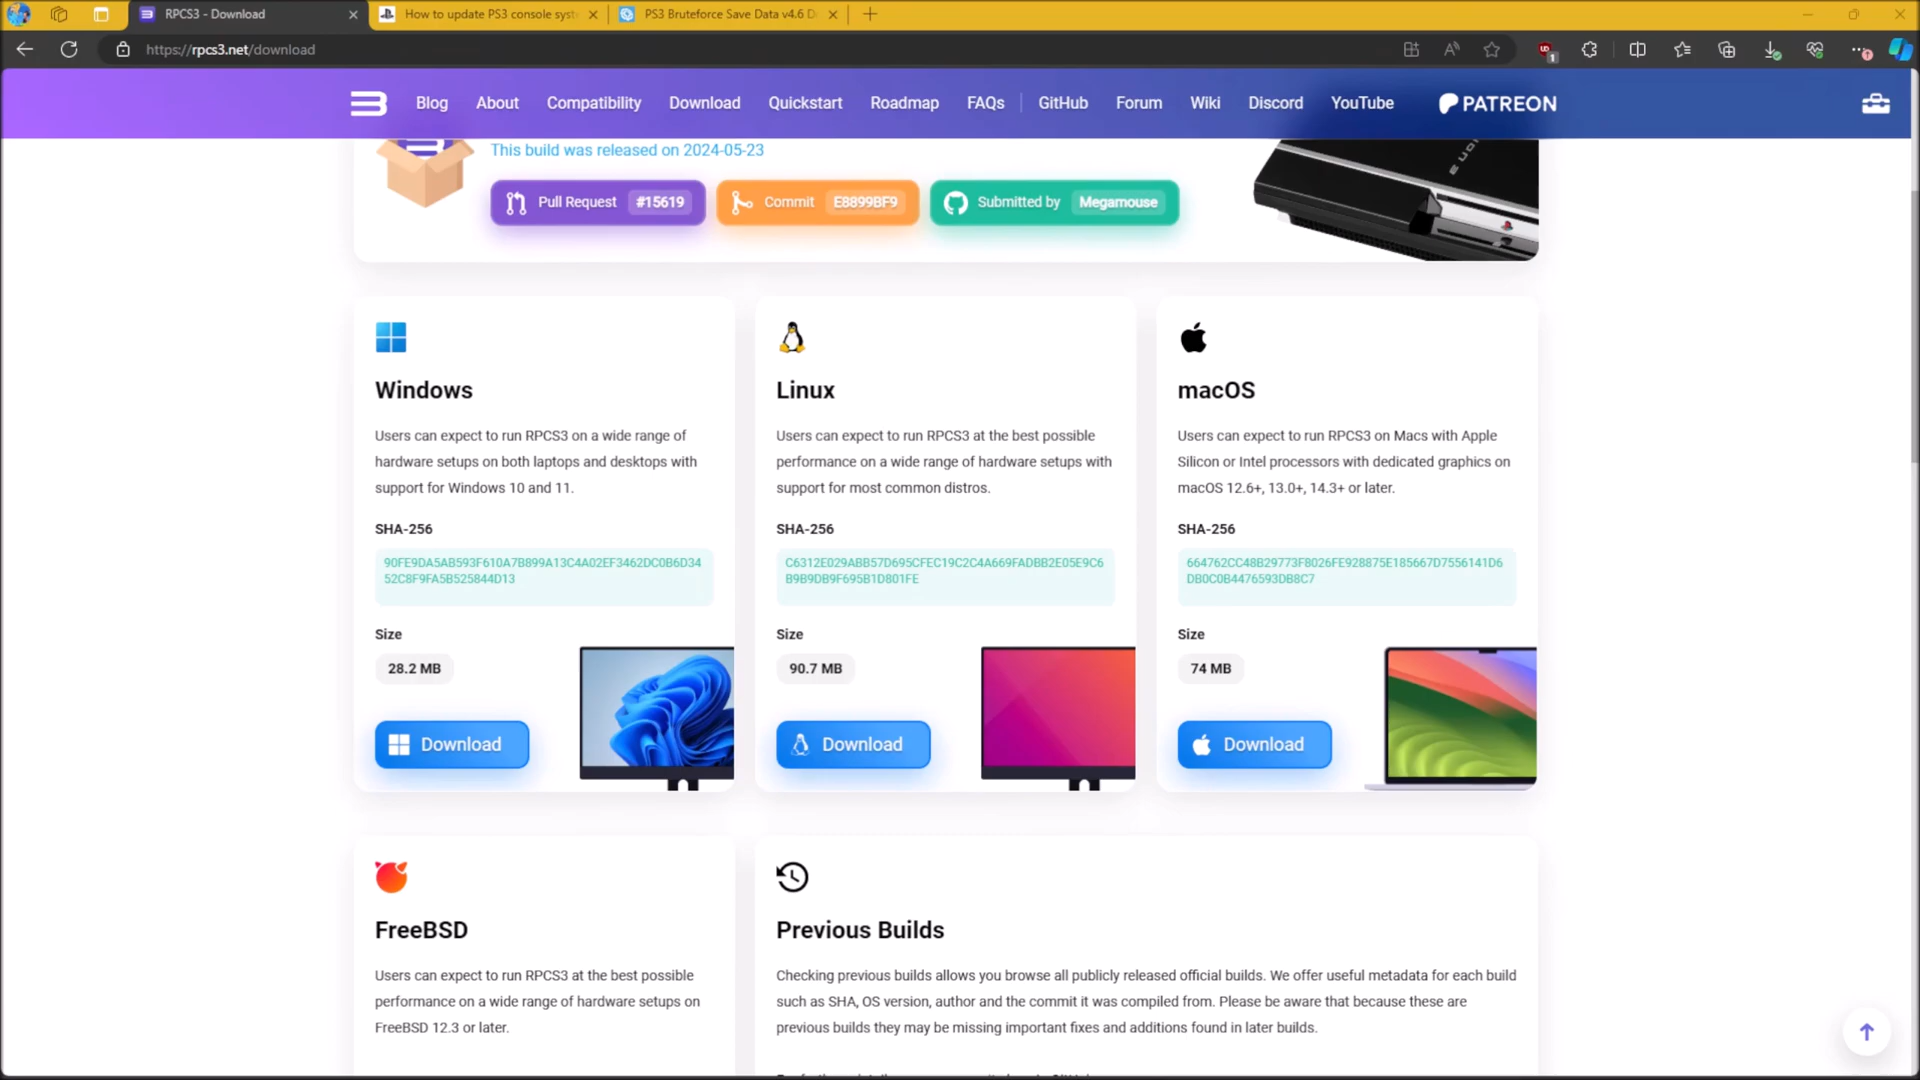 RPCS3 - Download
How to update PS3 console syst
PS3 Bruteforce Save Data v4.6 D
https://rpcs3.net/download
1
Blog
About
Compatibility
Download
Quickstart
Roadmap
FAQs
GitHub
Forum
Wiki
Discord
YouTube
PATREON
This build was released on 2024-05-23
Pull Request #15619
Commit E8899BF9
Submitted by Megamouse
Windows
Users can expect to run RPCS3 on a wide range of
hardware setups on both laptops and desktops with
support for Windows 10 and 11.
SHA-256
90FE9DA5AB593F610A7B899A13C4A02EF3462DC0B6D34
52C8F9FA5B525844D13
Size
28.2 MB
Download
Linux
Users can expect to run RPCS3 at the best possible
performance on a wide range of hardware setups with
support for most common distros.
SHA-256
C6312E029ABB57D695CFEC19C2C4A669FADBB2E05E9C6
B9B9DB9F695B1D801FE
Size
90.7 MB
Download
macOS
Users can expect to run RPCS3 on Macs with Apple
Silicon or Intel processors with dedicated graphics on
macOS 12.6+, 13.0+, 14.3+ or later.
SHA-256
664762CC48B29773F8026FE928875E185667D7556141D6
DB0C0B4476593DB8C7
Size
74 MB
Download
FreeBSD
Users can expect to run RPCS3 at the best possible
performance on a wide range of hardware setups on
FreeBSD 12.3 or later.
Previous Builds
Checking previous builds allows you browse all publicly released official builds. We offer useful metadata for each build
such as SHA, OS version, author and the commit it was compiled from. Please be aware that because these are
previous builds they may be missing important fixes and additions found in later builds.